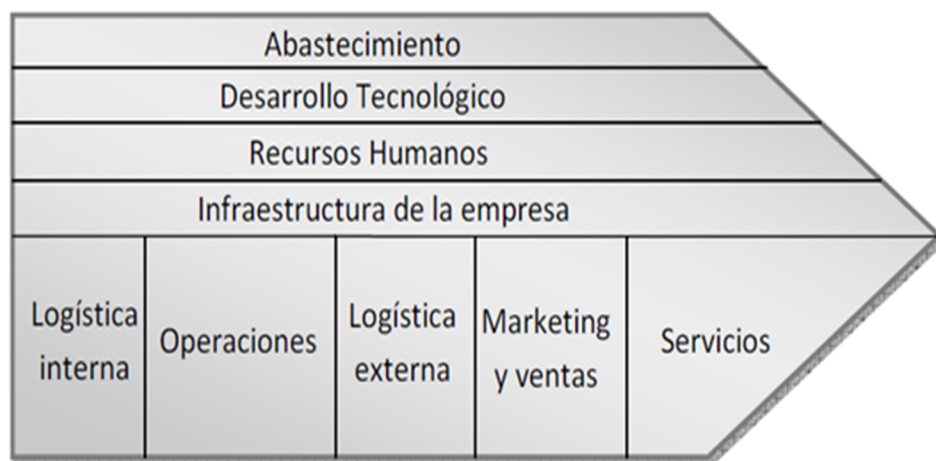 Abastecimiento
Desarrollo Tecnológico
Recursos Humanos
Infraestructura de la empresa
Logística
interna
Operaciones
Logística
externa
Marketing
y ventas
Servicios